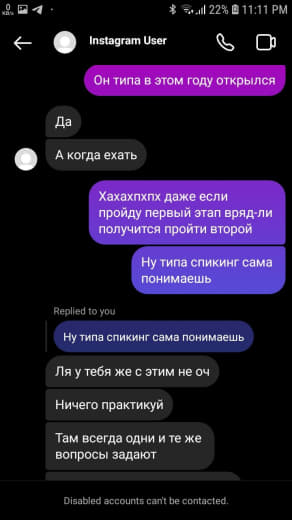 0
KB/s
22% 11:11 PM
Instagram User
Он типа в этом году открылся
Да
А когда ехать
Хахахпхпх даже если
пройду первый этап вряд-ли
получится пройти второй
Ну типа спикинг сама
понимаешь
Replied to you
Ну типа спикинг сама понимаешь
Ля у тебя же с этим не оч
Ничего практикуй
Там всегда одни и те же
вопросы задают
Disabled accounts can't be contacted.